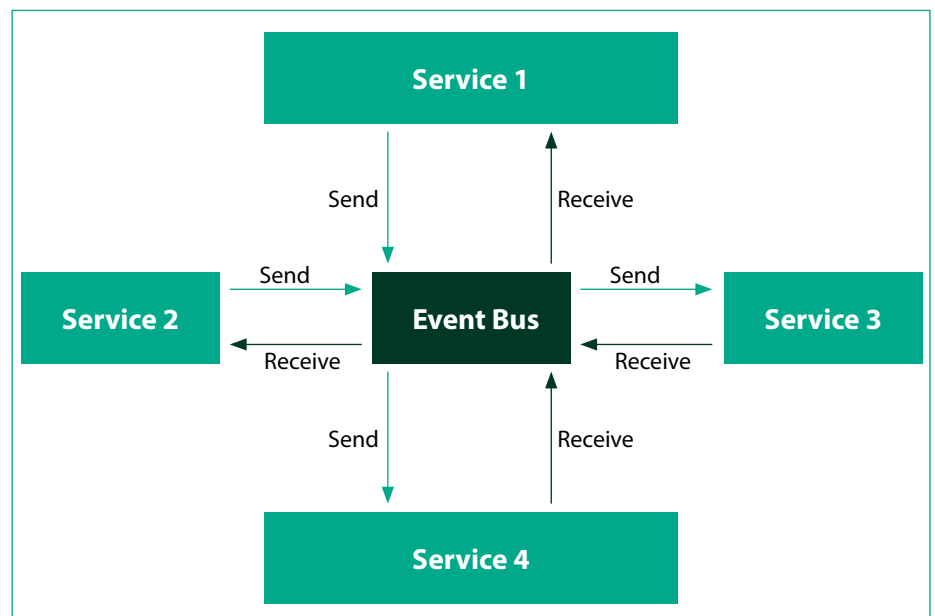 Service 1
Send
Receive
Send
Send
Service 2
Event Bus
Service 3
Receive
Receive
Send
Receive
Service 4